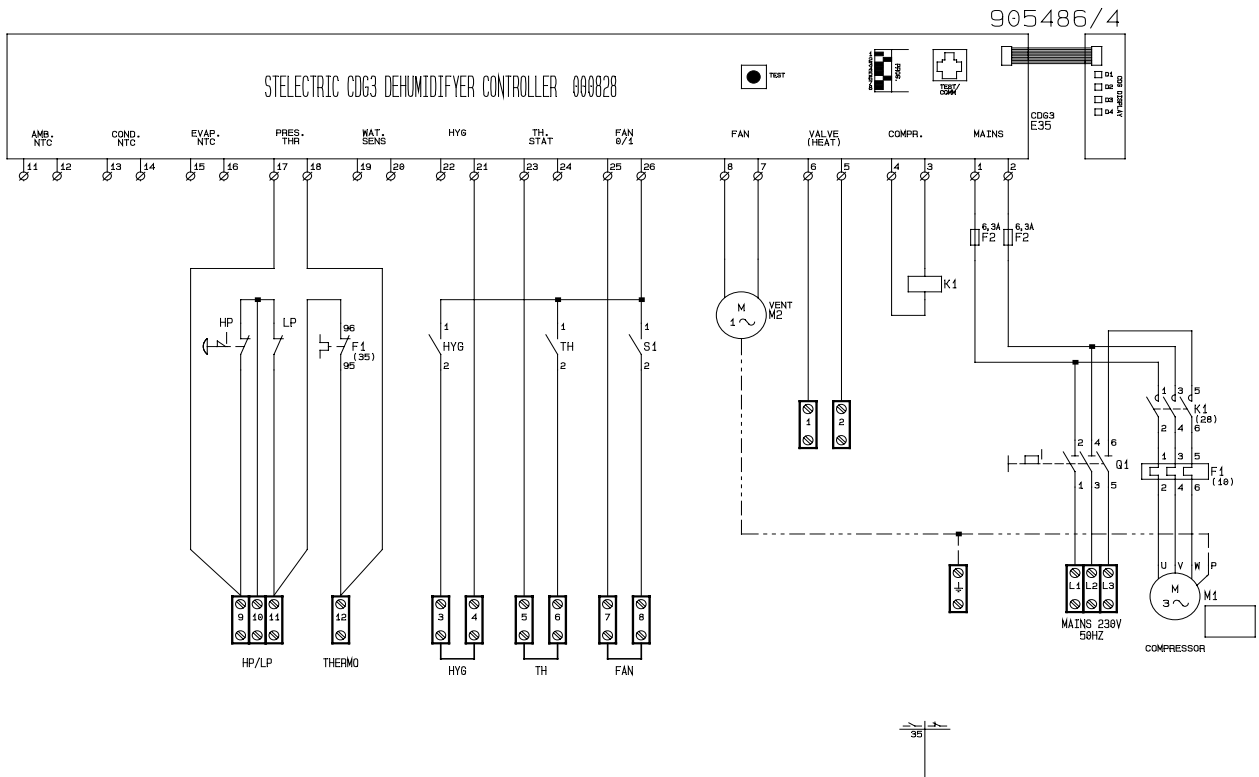 905486/4
STELECTRIC CDG3 DEHUMIDIFYER CONTROLLER 000828
TEST
PROG.
TEST/
COMM
D1
D2
D3
D4
CDG DISPLAY
CDG3
E35
AMB.
NTC
COND.
NTC
EVAP.
NTC
PRES.
THR
WAT.
SENS
HYG
TH.
STAT
FAN
0/1
FAN
VALVE
(HEAT)
COMPR.
MAINS
11 12 13 14 15 16 17 18 19 20 22 21 23 24 25 26 8 7 6 5 4 3 1 2
6,3A
F2
6,3A
F2
K1
VENT
M2
M
1
HP
LP
96
F1
(35)
95
1
HYG
2
1
TH
2
1
S1
2
1 2
1 3 5
K1
(28)
2 4 6
2 4 6
Q1
1 3 5
1 3 5
F1
(10)
2 4 6
U V W P
M
3
M1
COMPRESSOR
L1 L2 L3
MAINS 230V
50HZ
9 10 11
HP/LP
12
THERMO
3 4
HYG
5 6
TH
7 8
FAN
35